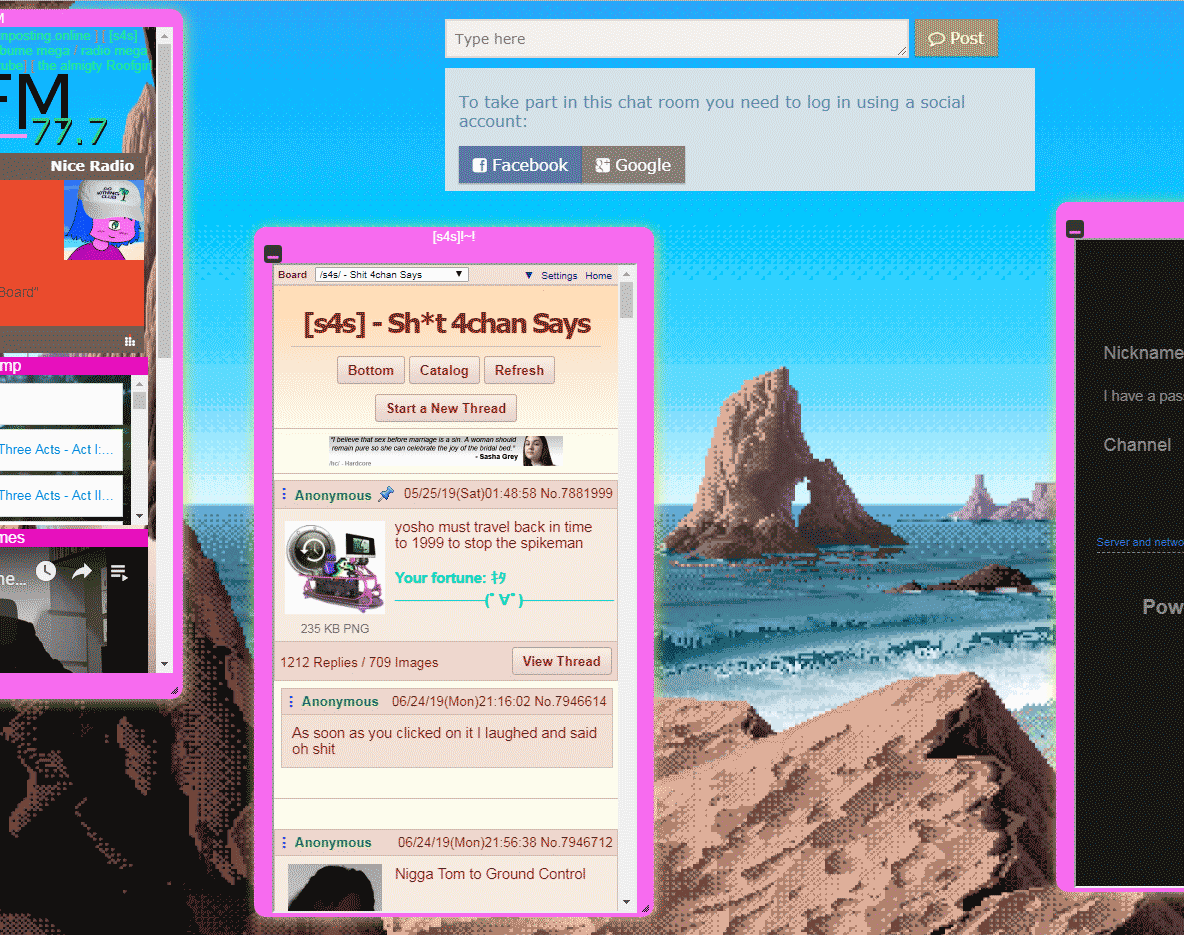 M
nposting.online ] [ [s4s]
bume mega / radio mega
tube] [ the almigty Roofgirl
FM
77.7
Nice Radio
DO
NOTHING
CLUB
Board"
mp
Three Acts - Act I:...
Three Acts - Act II...
mes
ne...
Type here
Post
To take part in this chat room you need to log in using a social
account:
Facebook
Google
[s4s]!~!
Board /s4s/ - Shit 4chan Says ▼ Settings Home
[s4s] - Sh*t 4chan Says
Bottom
Catalog
Refresh
Start a New Thread
"I believe that sex before marriage is a sin. A woman should
remain pure so she can celebrate the joy of the bridal bed."
- Sasha Grey
/hc/ - Hardcore
Anonymous 05/25/19(Sat)01:48:58 No.7881999
yosho must travel back in time
to 1999 to stop the spikeman
Your fortune: ｷﾀ
━━━━━━(ﾟ∀ﾟ)━━━━━━
235 KB PNG
1212 Replies / 709 Images
View Thread
Anonymous 06/24/19(Mon)21:16:02 No.7946614
As soon as you clicked on it I laughed and said
oh shit
Anonymous 06/24/19(Mon)21:56:38 No.7946712
Nigga Tom to Ground Control
Nickname
I have a pas
Channel
Server and netwo
Pow